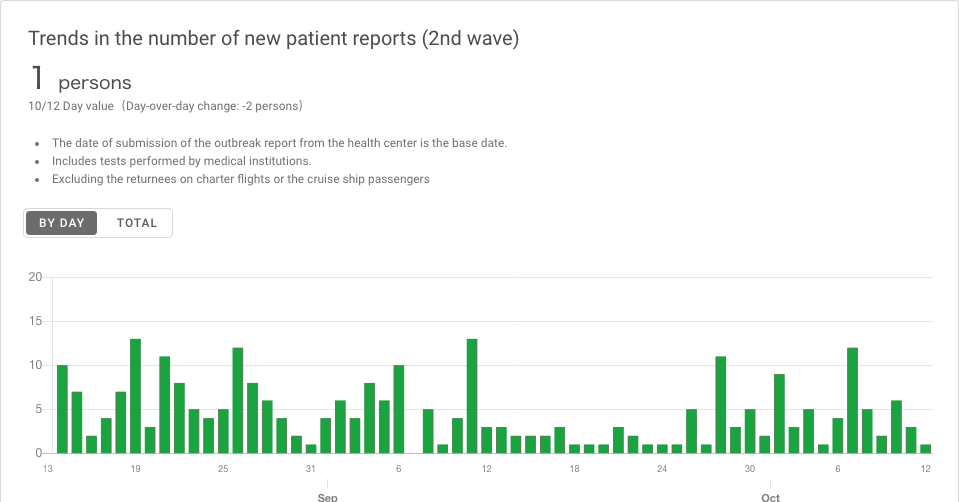 Trends in the number of new patient reports (2nd wave)
1 persons
10/12 Day value（Day-over-day change: -2 persons）
The date of submission of the outbreak report from the health center is the base date.
Includes tests performed by medical institutions.
Excluding the returnees on charter flights or the cruise ship passengers
BY DAY TOTAL
20
15
10
5
0
13 19 25 31 6 12 18 24 30 6 12
Sep Oct